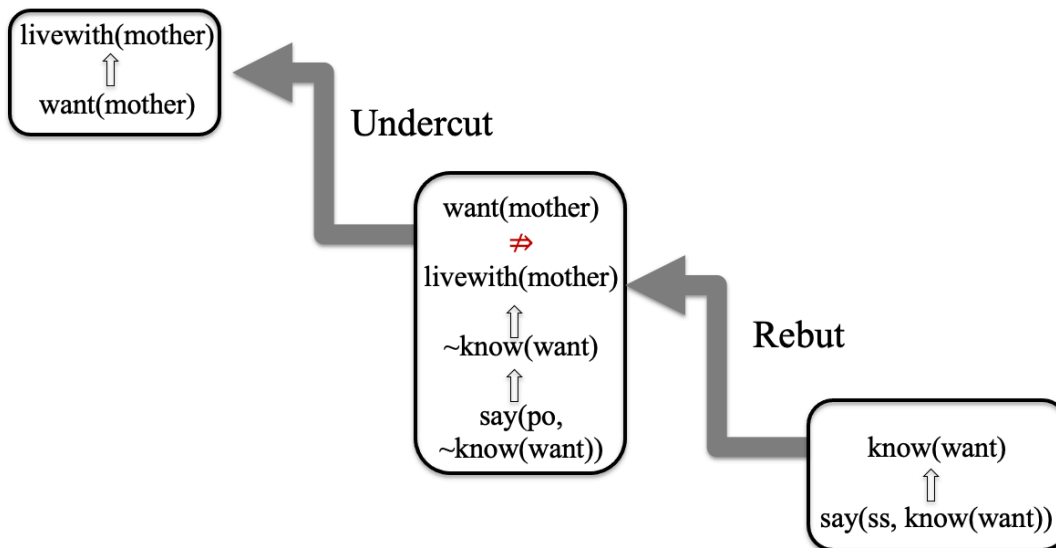 livewith(mother)
⇑
want(mother)
Undercut
want(mother)
⇏
livewith(mother)
⇑
~know(want)
⇑
say(po,
~know(want))
Rebut
know(want)
⇑
say(ss, know(want))